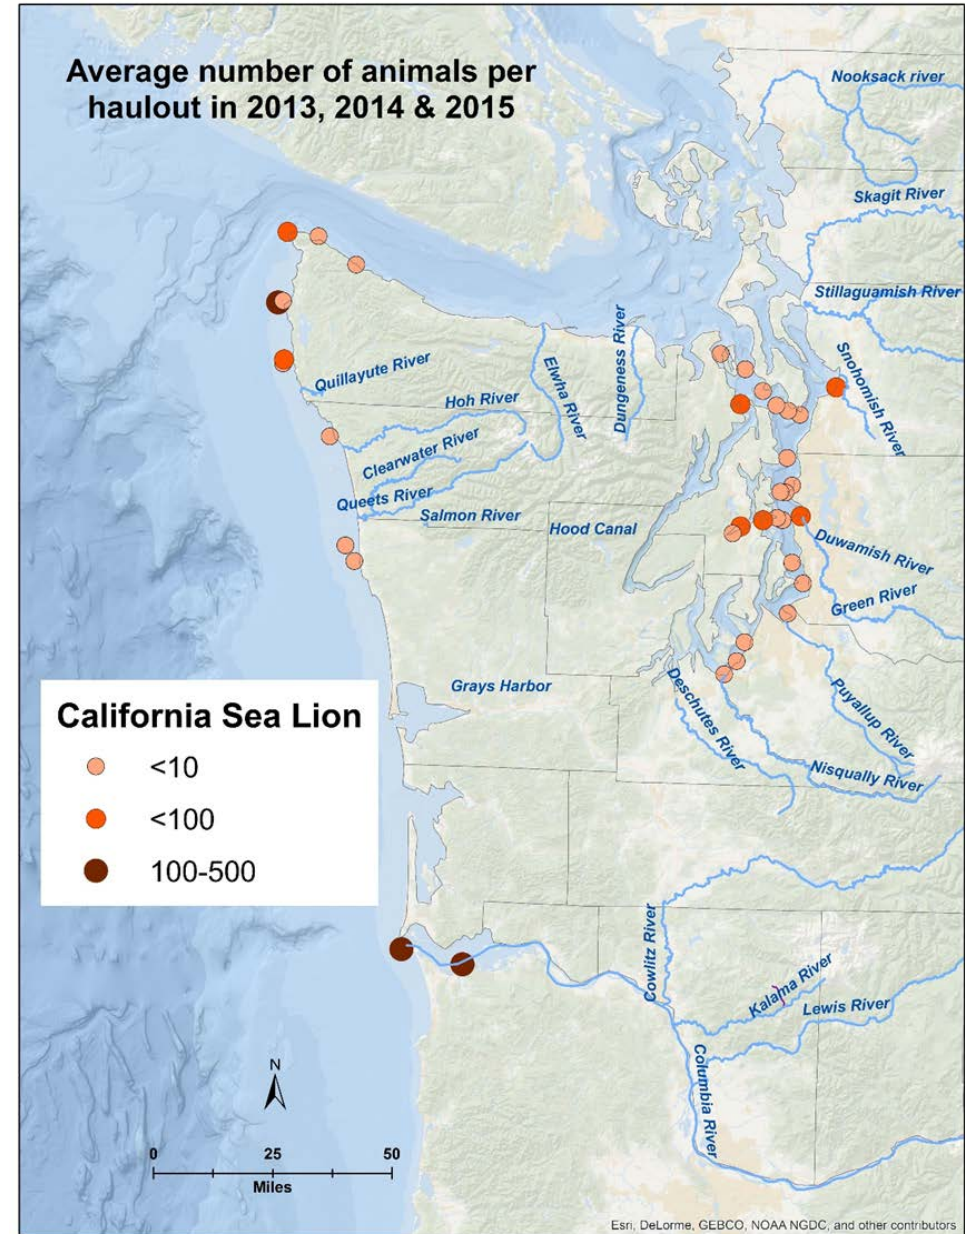 Average number of animals per
haulout in 2013, 2014 & 2015
Nooksack river
Skagit River
Stillaguamish River
Snohomish River
Dungeness River
Elwha River
Quillayute River
Hoh River
Clearwater River
Queets River
Salmon River
Hood Canal
Duwamish River
Green River
Grays Harbor
Deschutes River
Puyallup River
Nisqually River
California Sea Lion
<10
<100
100-500
Cowlitz River
Kalama River
Lewis River
Columbia River
N
0 25 50
Miles
Esri, DeLorme, GEBCO, NOAA NGDC, and other contributors